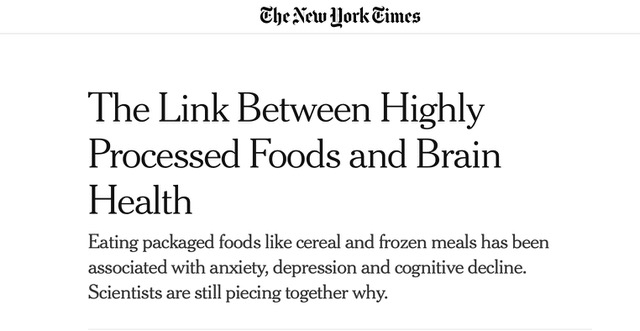 The New York Times
The Link Between Highly
Processed Foods and Brain
Health
Eating packaged foods like cereal and frozen meals has been
associated with anxiety, depression and cognitive decline.
Scientists are still piecing together why.